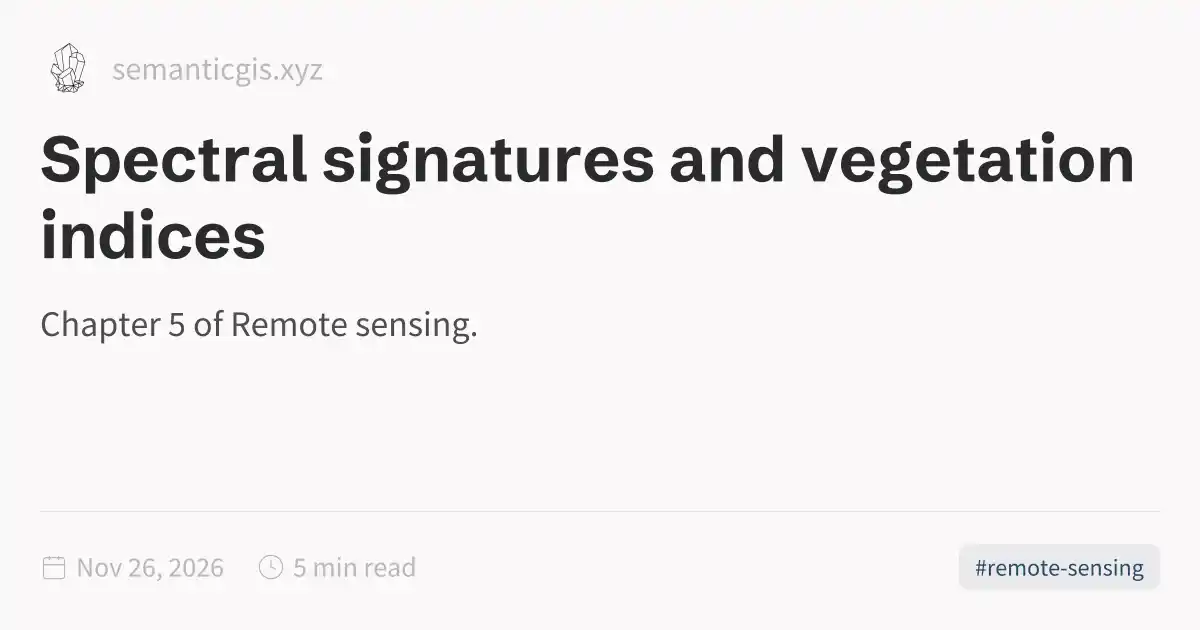 semanticgis.xyz
Spectral signatures and vegetation
indices
Chapter 5 of Remote sensing.
Nov 26, 2026
5 min read
#remote-sensing